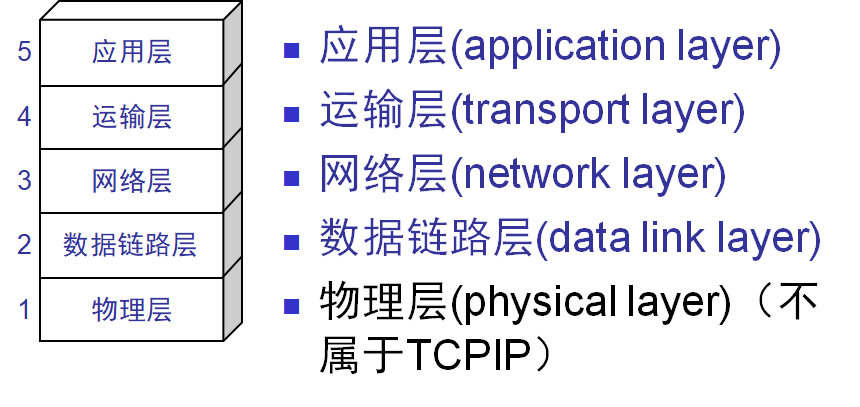 5 应用层
4 运输层
3 网络层
2 数据链路层
1 物理层
■ 应用层(application layer)
■ 运输层(transport layer)
■ 网络层(network layer)
■ 数据链路层(data link layer)
■ 物理层(physical layer)（不
属于TCPIP）